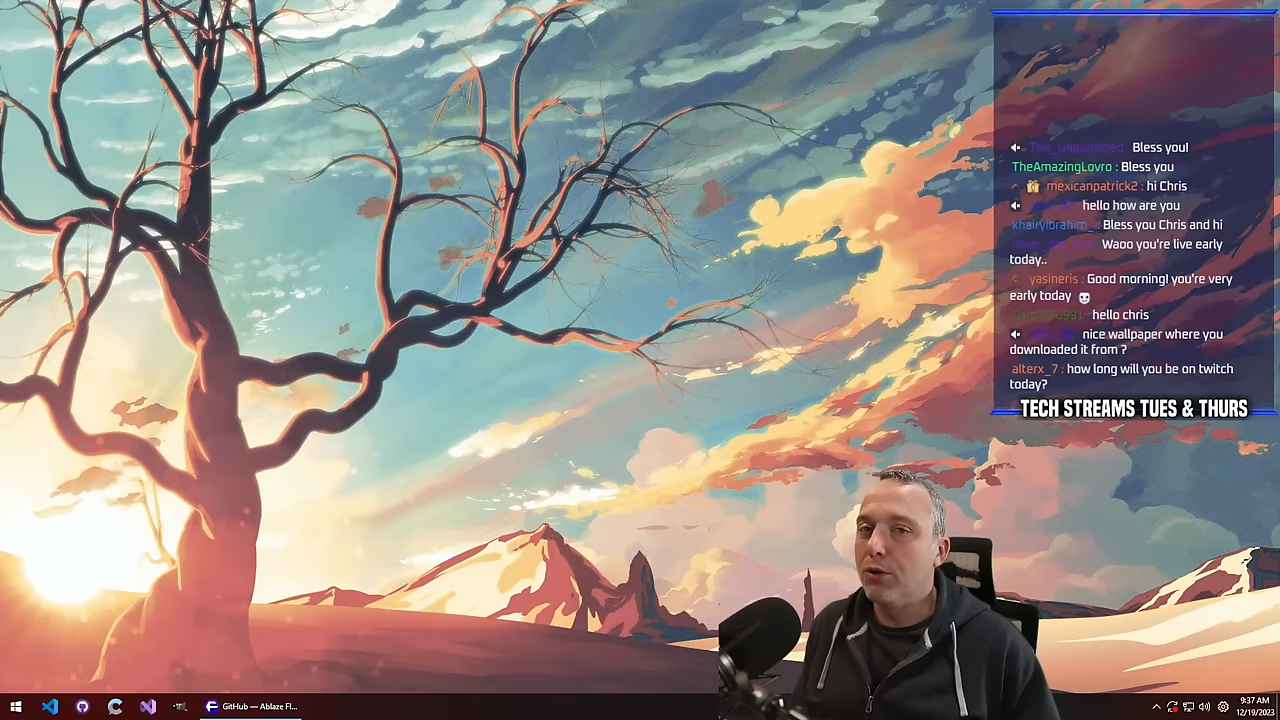 Bless you!
TheAmazingLovro : Bless you
mexicanpatrick2 : hi Chris
hello how are you
khairyibrahim_ Bless you Chris and hi
Waoo you're live early
today..
yasineris : Good morning! you're very
early today
hello chris
nice wallpaper where you
downloaded it from ?
alterx_7 : how long will you be on twitch
today?
TECH STREAMS TUES & THURS
GitHub — Ablaze Fl...
9:37 AM
12/19/2023